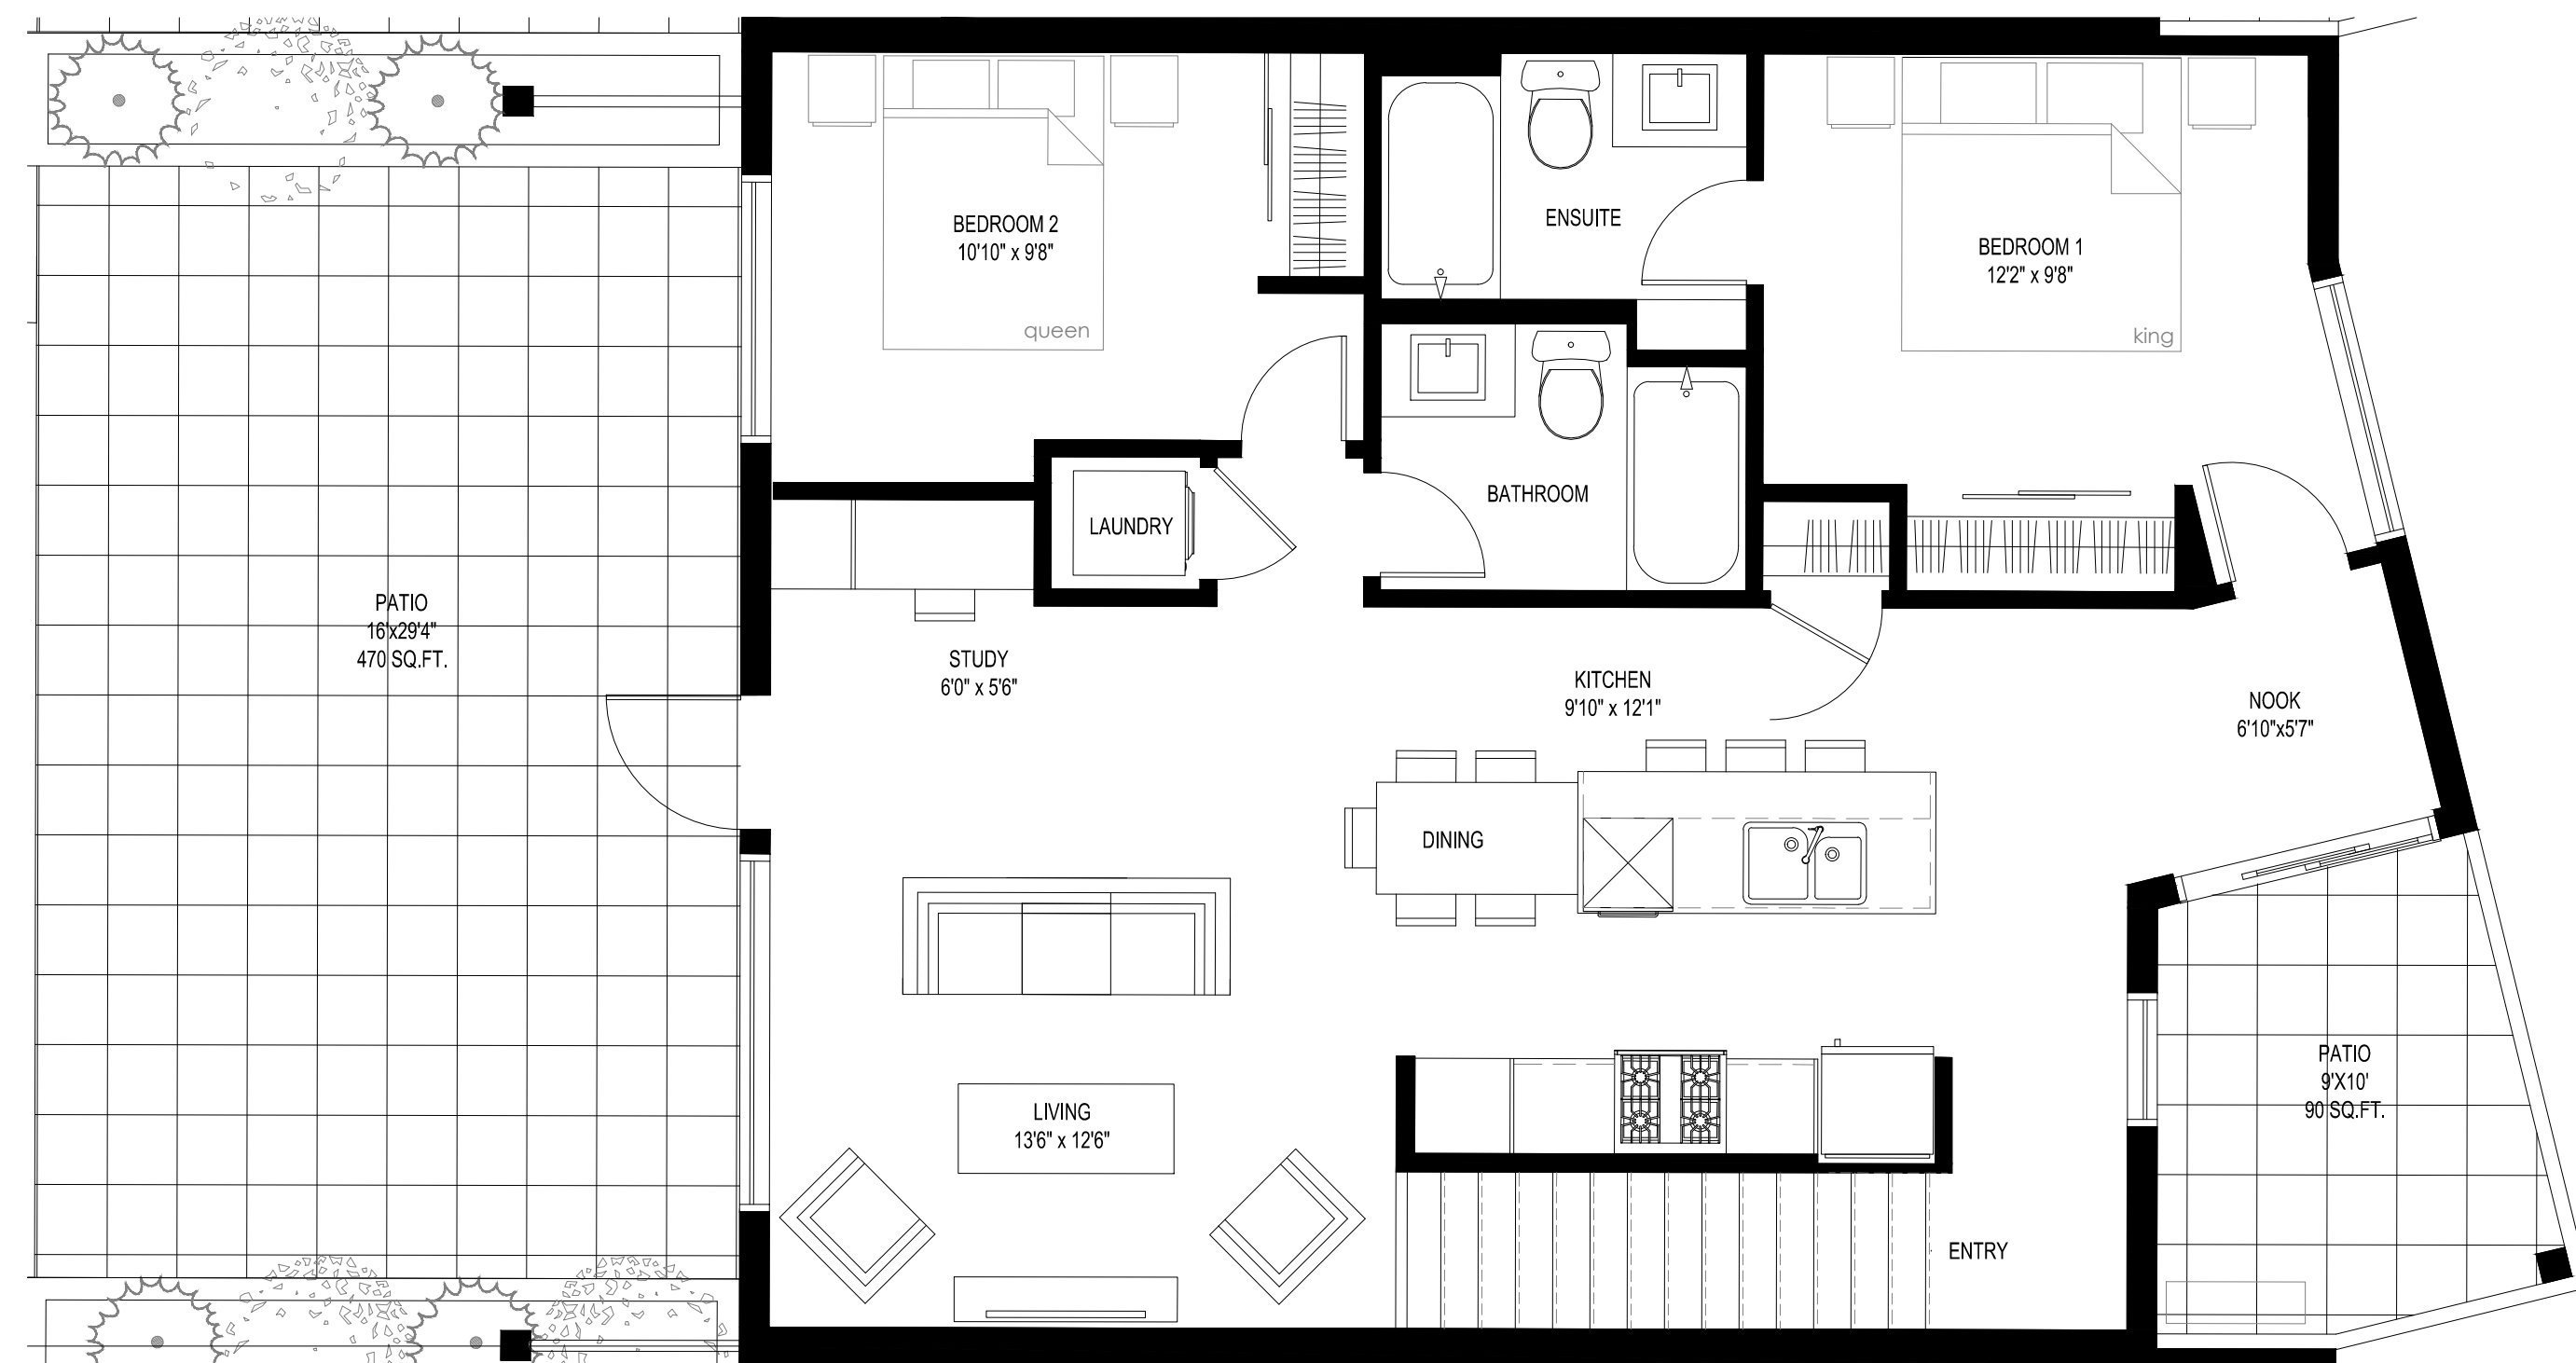 BEDROOM 2
10'10" x 9'8"
queen
ENSUITE
BEDROOM 1
12'2" x 9'8"
king
BATHROOM
LAUNDRY
PATIO
16'x29'4"
470 SQ.FT.
STUDY
6'0" x 5'6"
KITCHEN
9'10" x 12'1"
NOOK
6'10"x5'7"
DINING
LIVING
13'6" x 12'6"
PATIO
9'X10'
90 SQ.FT.
ENTRY